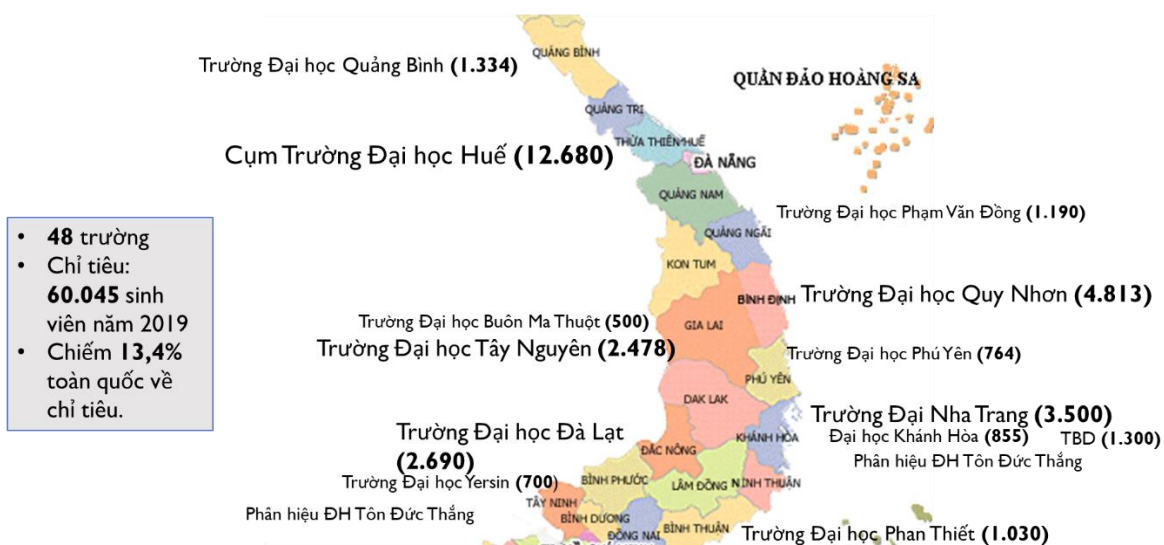 QUẢNG BÌNH
Trường Đại học Quảng Bình (1.334)
QUẦN ĐẢO HOÀNG SA
QUẢNG TRỊ
THỪA THIÊN HUẾ
Cụm Trường Đại học Huế (12.680)
ĐÀ NẴNG
QUẢNG NAM
Trường Đại học Phạm Văn Đồng (1.190)
QUẢNG NGÃI
• 48 trường
• Chỉ tiêu:
60.045 sinh
viên năm 2019
• Chiếm 13,4%
toàn quốc về
chỉ tiêu.
KON TUM
BÌNH ĐỊNH
Trường Đại học Quy Nhơn (4.813)
Trường Đại học Buôn Ma Thuột (500)
GIA LAI
Trường Đại học Tây Nguyên (2.478)
Trường Đại học Phú Yên (764)
PHÚ YÊN
DAK LAK
Trường Đại Nha Trang (3.500)
Trường Đại học Đà Lạt
(2.690)
KHÁNH HÒA
Đại học Khánh Hòa (855)
TBD (1.300)
ĐẮC NÔNG
Phân hiệu ĐH Tôn Đức Thắng
Trường Đại học Yersin (700)
BÌNH PHƯỚC
LÂM ĐỒNG
NINH THUẬN
TÂY NINH
Phân hiệu ĐH Tôn Đức Thắng
BÌNH DƯƠNG
ĐỒNG NAI
BÌNH THUẬN
Trường Đại học Phan Thiết (1.030)